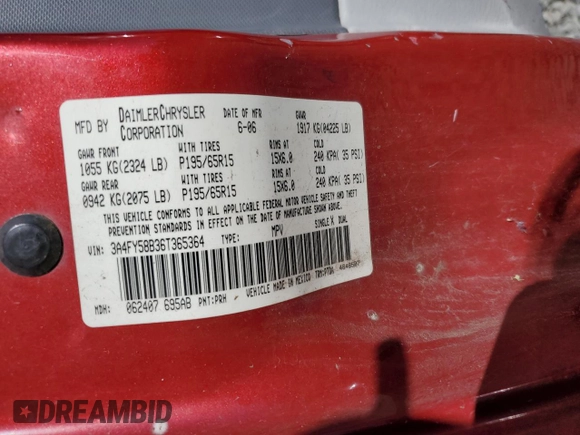 MFD BY DAIMLERCHRYSLER CORPORATION DATE OF MFR 6-06 GVWR 1917 KG(04225 LB)
GAWR FRONT WITH TIRES RIMS AT COLD
1055 KG(2324 LB) P195/65R15 15X6.0 240 KPA( 35 PSI)
GAWR REAR WITH TIRES RIMS AT COLD
0942 KG(2075 LB) P195/65R15 15X6.0 240 KPA( 35 PSI)
THIS VEHICLE CONFORMS TO ALL APPLICABLE FEDERAL MOTOR VEHICLE SAFETY AND THEFT
PREVENTION STANDARDS IN EFFECT ON THE DATE OF MANUFACTURE SHOWN ABOVE.
VIN: 3A4FY58B36T365364 TYPE: MPV SINGLE X DUAL
MDH: 062407 695AB PNT:PRH VEHICLE MADE IN MEXICO
DREAMBID